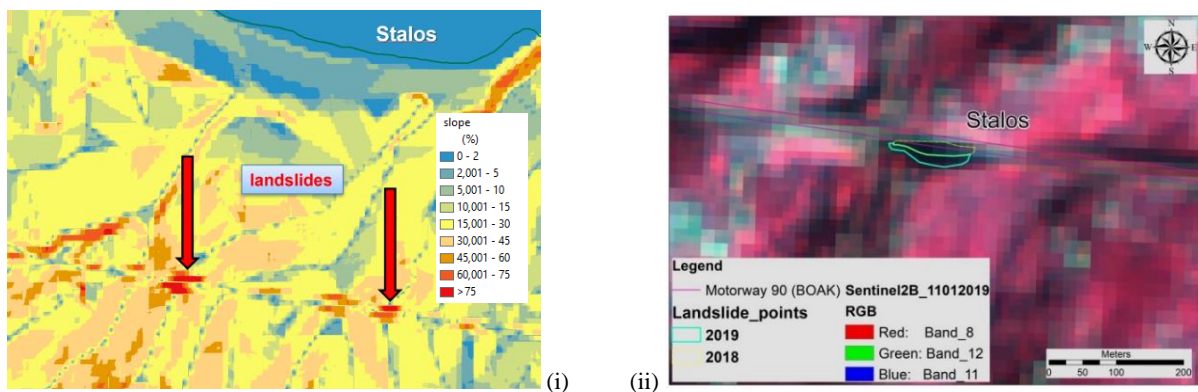 Stalos
slope
(%)
0 - 2
2,001 - 5
5,001 - 10
10,001 - 15
15,001 - 30
30,001 - 45
45,001 - 60
60,001 - 75
>75
landslides
(i)
(ii)
N
W E
S
Stalos
Legend
Motorway 90 (BOAK)
Landslide_points
2019
2018
Sentinel2B_11012019
RGB
Red: Band_8
Green: Band_12
Blue: Band_11
Meters
0 50 100 200